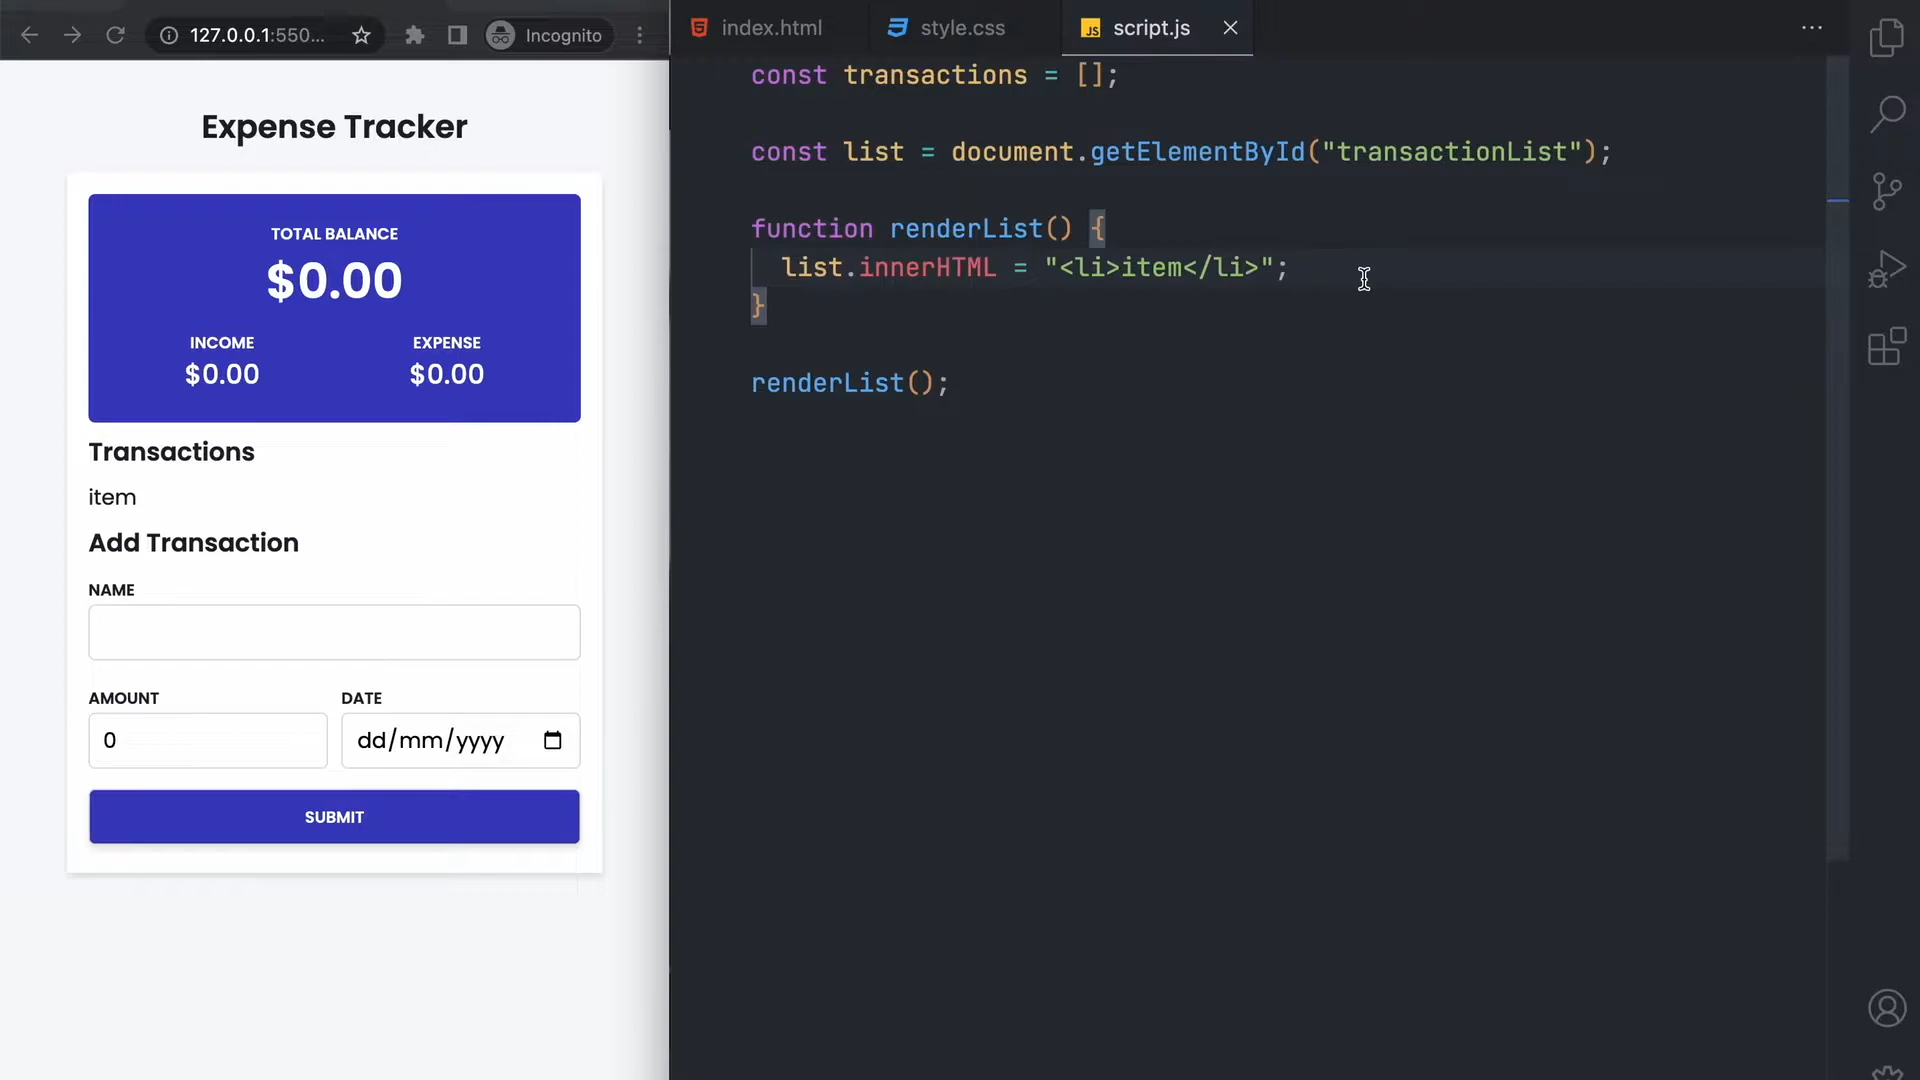 127.0.0.1:550...
Incognito
Expense Tracker
TOTAL BALANCE
$0.00
INCOME
EXPENSE
$0.00
$0.00
Transactions
item
Add Transaction
NAME
AMOUNT
DATE
0
dd/mm/yyyy
SUBMIT
index.html
style.css
JS script.js
const transactions = [];
const list = document.getElementById("transactionList");
function renderList() {
list.innerHTML = "<li>item</li>";
}
renderList();